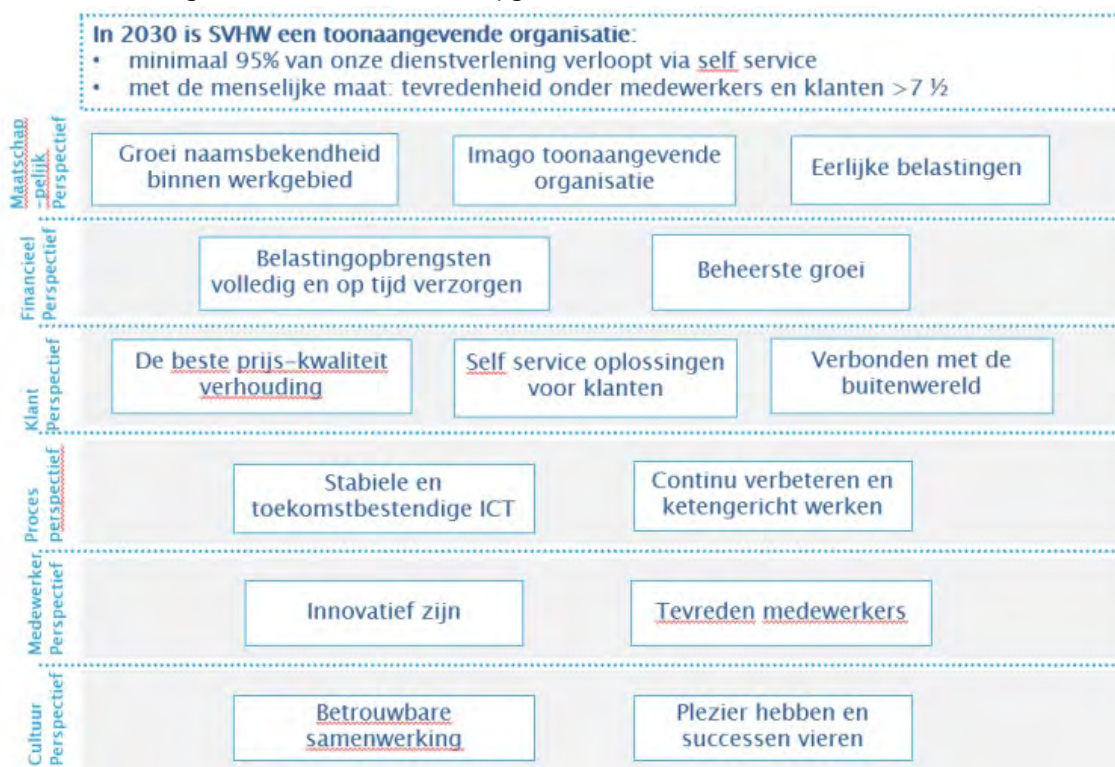 In 2030 is SVHW een toonaangevende organisatie:
• minimaal 95% van onze dienstverlening verloopt via self service
• met de menselijke maat: tevredenheid onder medewerkers en klanten >7 ½
Maatschap
-pelijk
Perspectief
Groei naamsbekendheid
binnen werkgebied
Imago toonaangevende
organisatie
Eerlijke belastingen
Financieel
Perspectief
Belastingopbrengsten
volledig en op tijd verzorgen
Beheerste groei
Klant
Perspectief
De beste prijs-kwaliteit
verhouding
Self service oplossingen
voor klanten
Verbonden met de
buitenwereld
Proces
perspectief
Stabiele en
toekomstbestendige ICT
Continu verbeteren en
ketengericht werken
Medewerker
Perspectief
Innovatief zijn
Tevreden medewerkers
Cultuur
Perspectief
Betrouwbare
samenwerking
Plezier hebben en
successen vieren